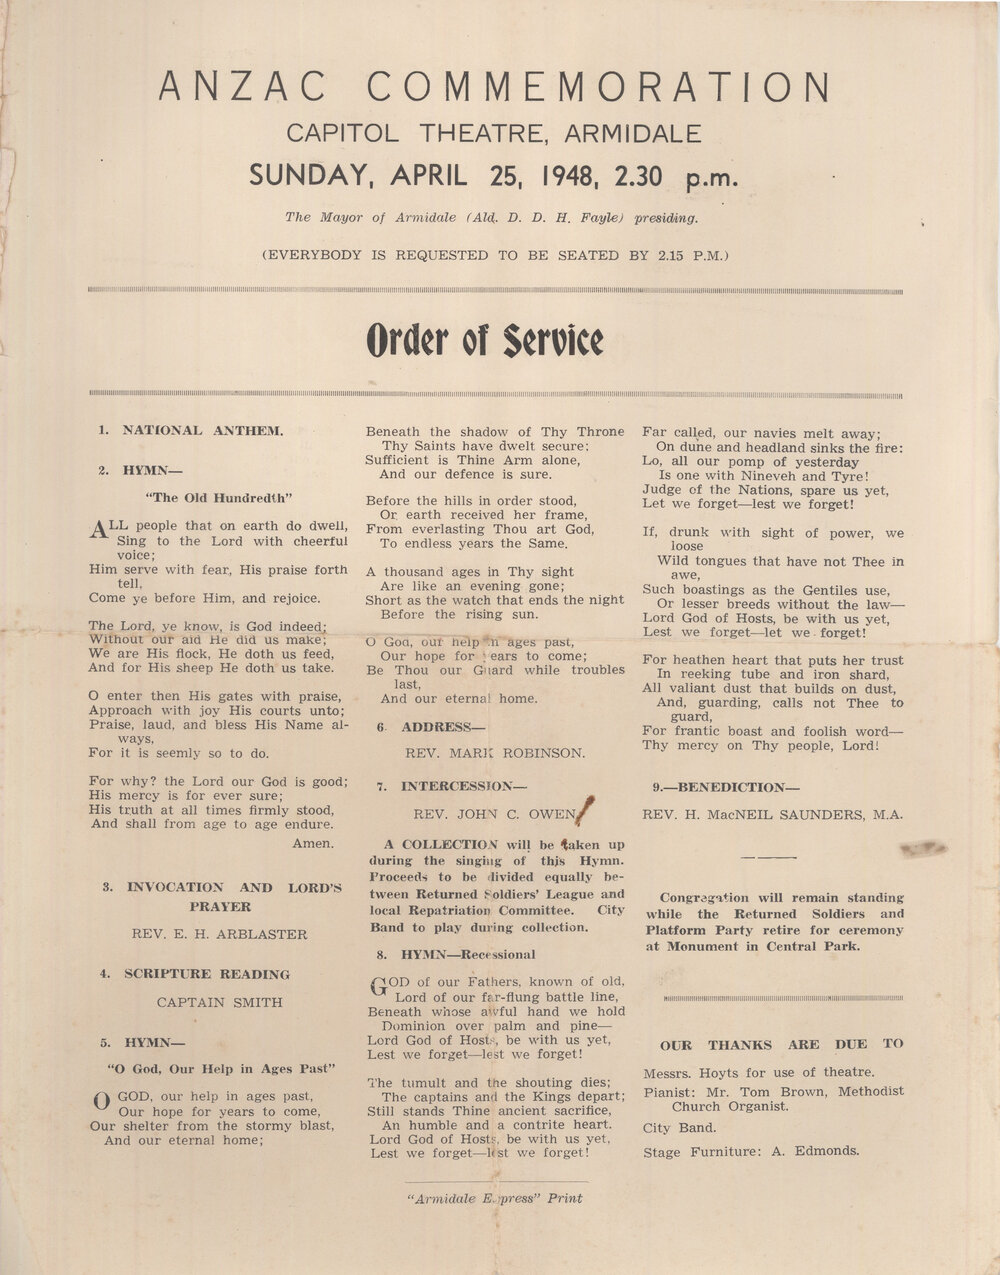 ANZAC COMMEMORATION
CAPITOL THEATRE, ARMIDALE
SUNDAY, APRIL 25, 1948, 2.30 p.m.
The Mayor of Armidale (Ald. D. D. H. Fayle) presiding.
(EVERYBODY IS REQUESTED TO BE SEATED BY 2.15 P.M.)
Order of Service
1. NATIONAL ANTHEM.
2. HYMN—
"The Old Hundredth"
ALL people that on earth do dwell,
Sing to the Lord with cheerful
voice;
Him serve with fear, His praise forth
tell,
Come ye before Him, and rejoice.
The Lord, ye know, is God indeed;
Without our aid He did us make;
We are His flock, He doth us feed,
And for His sheep He doth us take.
O enter then His gates with praise,
Approach with joy His courts unto;
Praise, laud, and bless His Name al-
ways,
For it is seemly so to do.
For why? the Lord our God is good;
His mercy is for ever sure;
His truth at all times firmly stood,
And shall from age to age endure.
Amen.
3. INVOCATION AND LORD'S
PRAYER
REV. E. H. ARBLASTER
4. SCRIPTURE READING
CAPTAIN SMITH
5. HYMN—
"O God, Our Help in Ages Past"
O GOD, our help in ages past,
Our hope for years to come,
Our shelter from the stormy blast,
And our eternal home;
Beneath the shadow of Thy Throne
Thy Saints have dwelt secure;
Sufficient is Thine Arm alone,
And our defence is sure.
Before the hills in order stood,
Or earth received her frame,
From everlasting Thou art God,
To endless years the Same.
A thousand ages in Thy sight
Are like an evening gone;
Short as the watch that ends the night
Before the rising sun.
O God, our help in ages past,
Our hope for years to come;
Be Thou our Guard while troubles
last,
And our eternal home.
6. ADDRESS—
REV. MARK ROBINSON.
7. INTERCESSION—
REV. JOHN C. OWEN
A COLLECTION will be taken up
during the singing of this Hymn.
Proceeds to be divided equally be-
tween Returned Soldiers' League and
local Repatriation Committee. City
Band to play during collection.
8. HYMN—Recessional
GOD of our Fathers, known of old,
Lord of our far-flung battle line,
Beneath whose awful hand we hold
Dominion over palm and pine—
Lord God of Hosts, be with us yet,
Lest we forget—lest we forget!
The tumult and the shouting dies;
The captains and the Kings depart;
Still stands Thine ancient sacrifice,
An humble and a contrite heart.
Lord God of Hosts, be with us yet,
Lest we forget—lest we forget!
Far called, our navies melt away;
On dune and headland sinks the fire:
Lo, all our pomp of yesterday
Is one with Nineveh and Tyre!
Judge of the Nations, spare us yet,
Let we forget—lest we forget!
If, drunk with sight of power, we
loose
Wild tongues that have not Thee in
awe,
Such boastings as the Gentiles use,
Or lesser breeds without the law—
Lord God of Hosts, be with us yet,
Lest we forget—let we forget!
For heathen heart that puts her trust
In reeking tube and iron shard,
All valiant dust that builds on dust,
And, guarding, calls not Thee to
guard,
For frantic boast and foolish word—
Thy mercy on Thy people, Lord!
9.—BENEDICTION—
REV. H. MacNEIL SAUNDERS, M.A.
Congregation will remain standing
while the Returned Soldiers and
Platform Party retire for ceremony
at Monument in Central Park.
OUR THANKS ARE DUE TO
Messrs. Hoyts for use of theatre.
Pianist: Mr. Tom Brown, Methodist
Church Organist.
City Band.
Stage Furniture: A. Edmonds.
"Armidale Express" Print